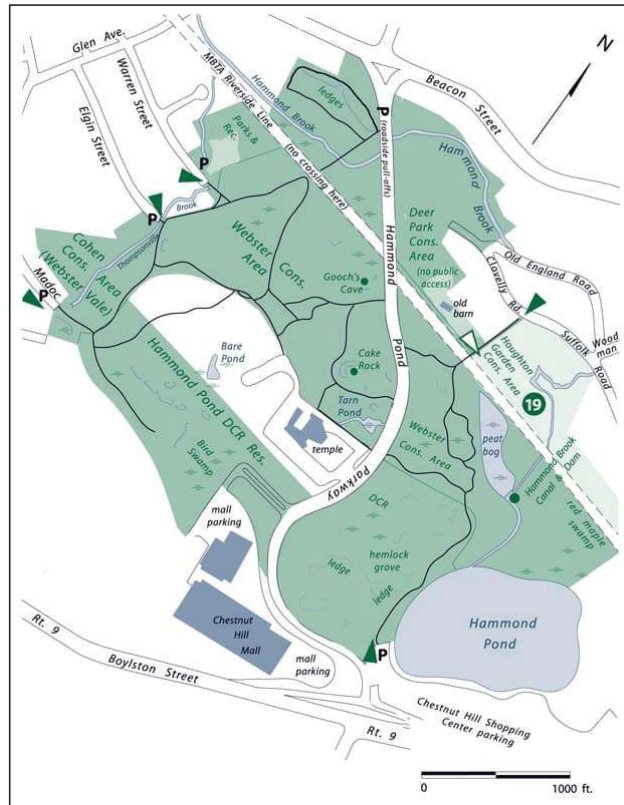 N
Glen Ave.
Warren Street
Elgin Street
MBTA Riverside Line
(no crossing here)
Hammond Brook
ledges
Beacon Street
P
(roadside pull-offs)
Parks &
Rec.
P
P
Brook
Thompsonville
Hammond Brook
Deer
Park Cons.
Area
(no public
access)
Cohen
Cons. Area
(Webster Vale)
Webster Cons.
Area
Hammond
Pond
Parkway
Gooch's
Cave
Old England Road
Clovelly Rd.
old
barn
Suffolk
Road
Wood
man
Madoc
P
Houghton
Garden
Cons. Area
19
Bare
Pond
Cake
Rock
Hammond Pond DCR Res.
Tarn
Pond
Webster
Cons. Area
peat
bog
temple
Bird
Swamp
Hammond Brook
Canal & Dam
red maple
swamp
DCR
mall
parking
hemlock
grove
ledge
ledge
Chestnut
Hill
Mall
Hammond
Pond
mall
parking
P
Rt. 9
Boylston Street
Rt. 9
Chestnut Hill Shopping
Center parking
0
1000 ft.